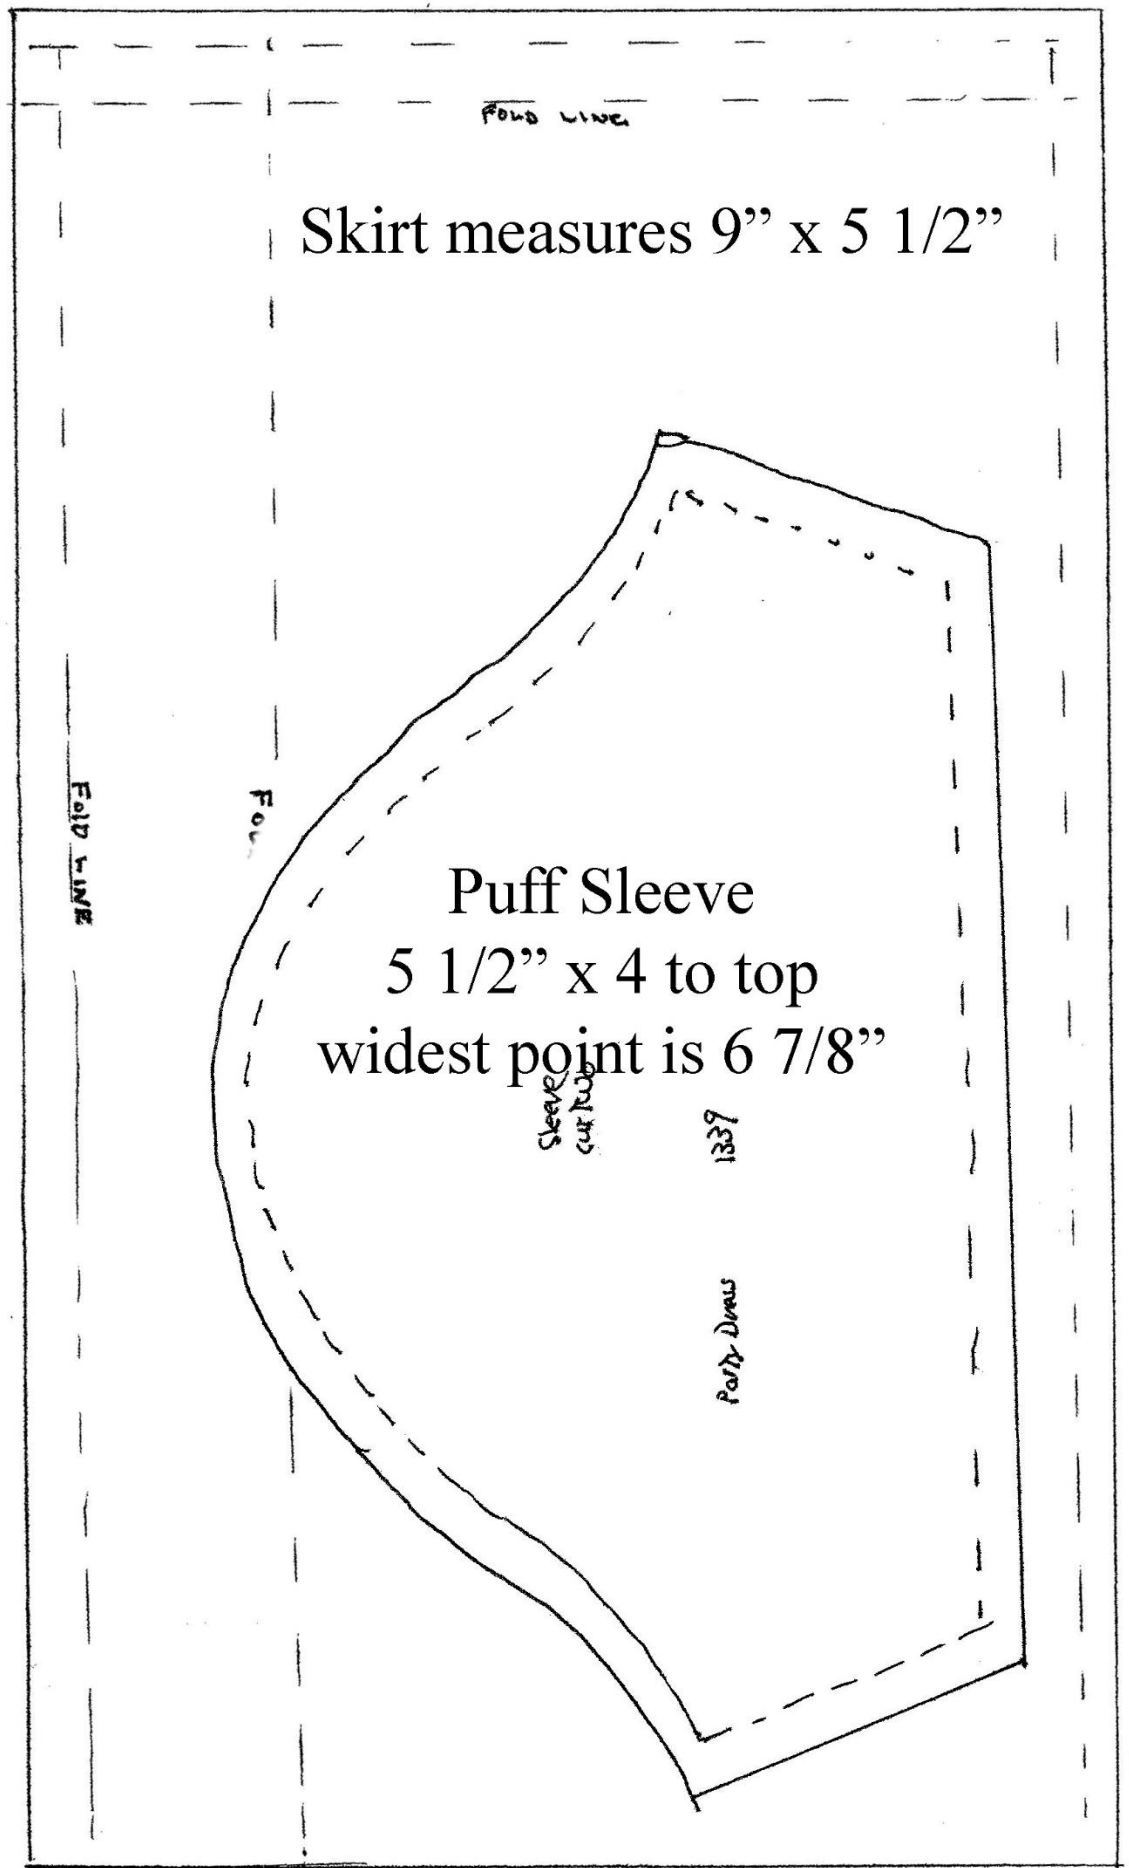 FOLD LINE
Skirt measures 9” x 5 1/2”
FOLD LINE
Fo
Puff Sleeve
5 1/2” x 4 to top
widest point is 6 7/8”
Sleeve
cut two
1339
Party Dress